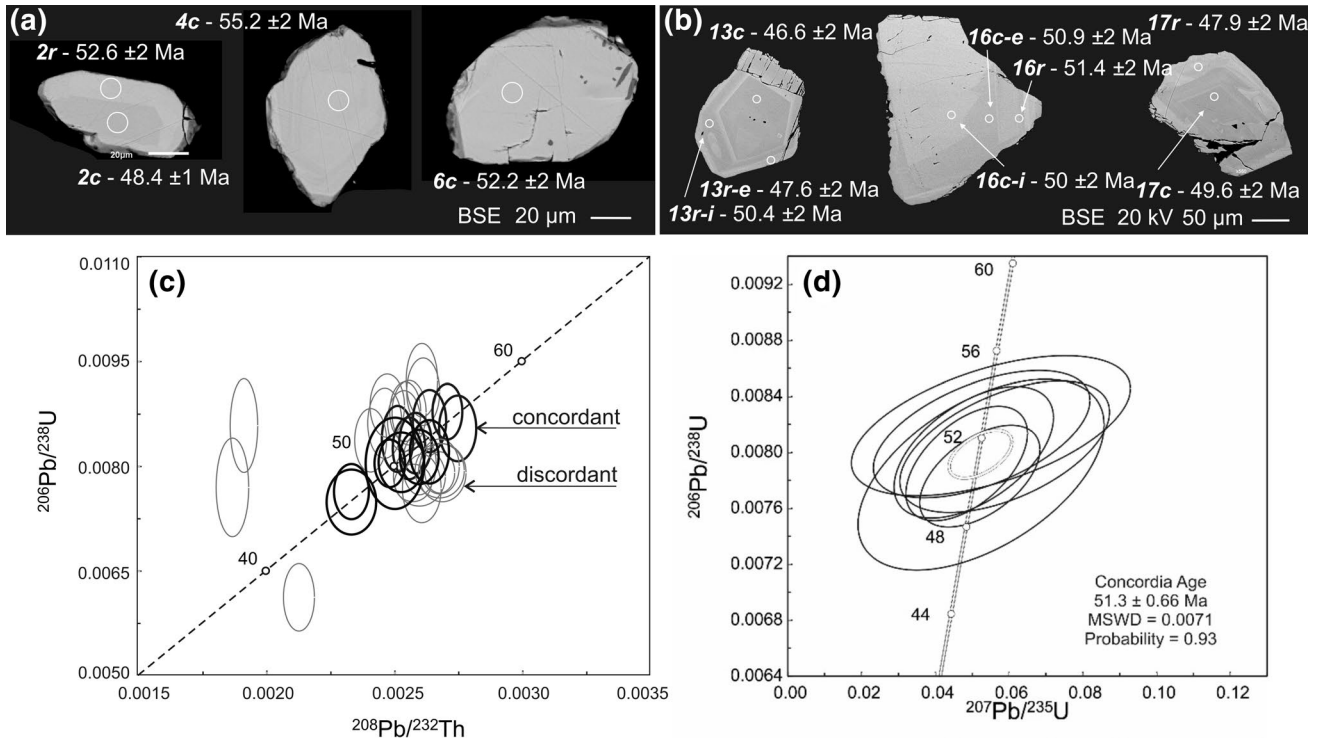 (a)
4c - 55.2 ±2 Ma
2r - 52.6 ±2 Ma
20µm
2c - 48.4 ±1 Ma
6c - 52.2 ±2 Ma
BSE 20 µm
(b)
13c - 46.6 ±2 Ma
16c-e - 50.9 ±2 Ma
16r - 51.4 ±2 Ma
17r - 47.9 ±2 Ma
13r-e - 47.6 ±2 Ma
13r-i - 50.4 ±2 Ma
16c-i - 50 ±2 Ma
17c - 49.6 ±2 Ma
BSE 20 kV 50 µm
(c)
0.0110
0.0095
0.0080
0.0065
0.0050
²⁰⁶Pb/²³⁸U
60
50
40
concordant
discordant
0.0015
0.0020
0.0025
0.0030
0.0035
²⁰⁸Pb/²³²Th
(d)
0.0092
0.0088
0.0084
0.0080
0.0076
0.0072
0.0068
0.0064
²⁰⁶Pb/²³⁸U
60
56
52
48
44
Concordia Age
51.3 ± 0.66 Ma
MSWD = 0.0071
Probability = 0.93
0.00
0.02
0.04
0.06
0.08
0.10
0.12
²⁰⁷Pb/²³⁵U